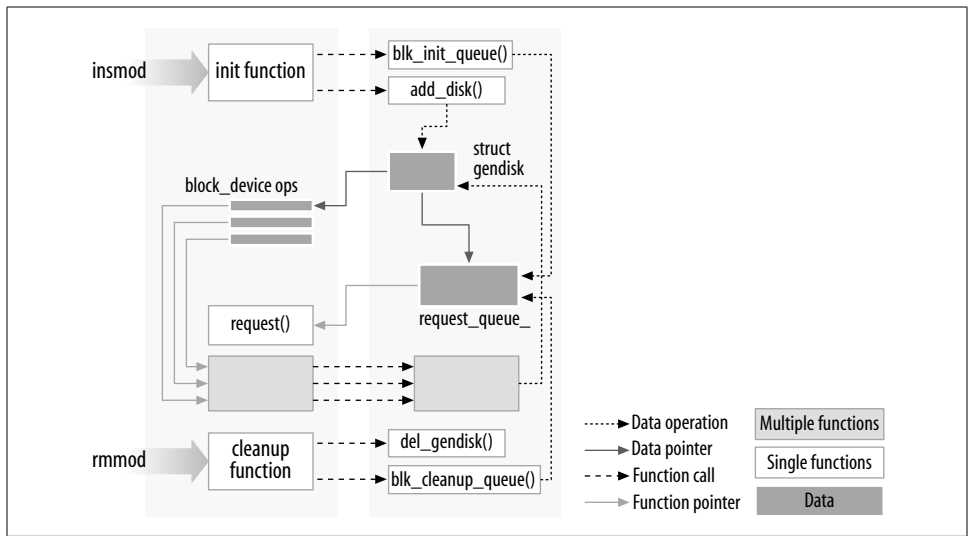 insmod
init function
blk_init_queue()
add_disk()
struct
gendisk
block_device ops
request_queue_
request()
rmmod
cleanup
function
del_gendisk()
blk_cleanup_queue()
Data operation
Data pointer
Function call
Function pointer
Multiple functions
Single functions
Data